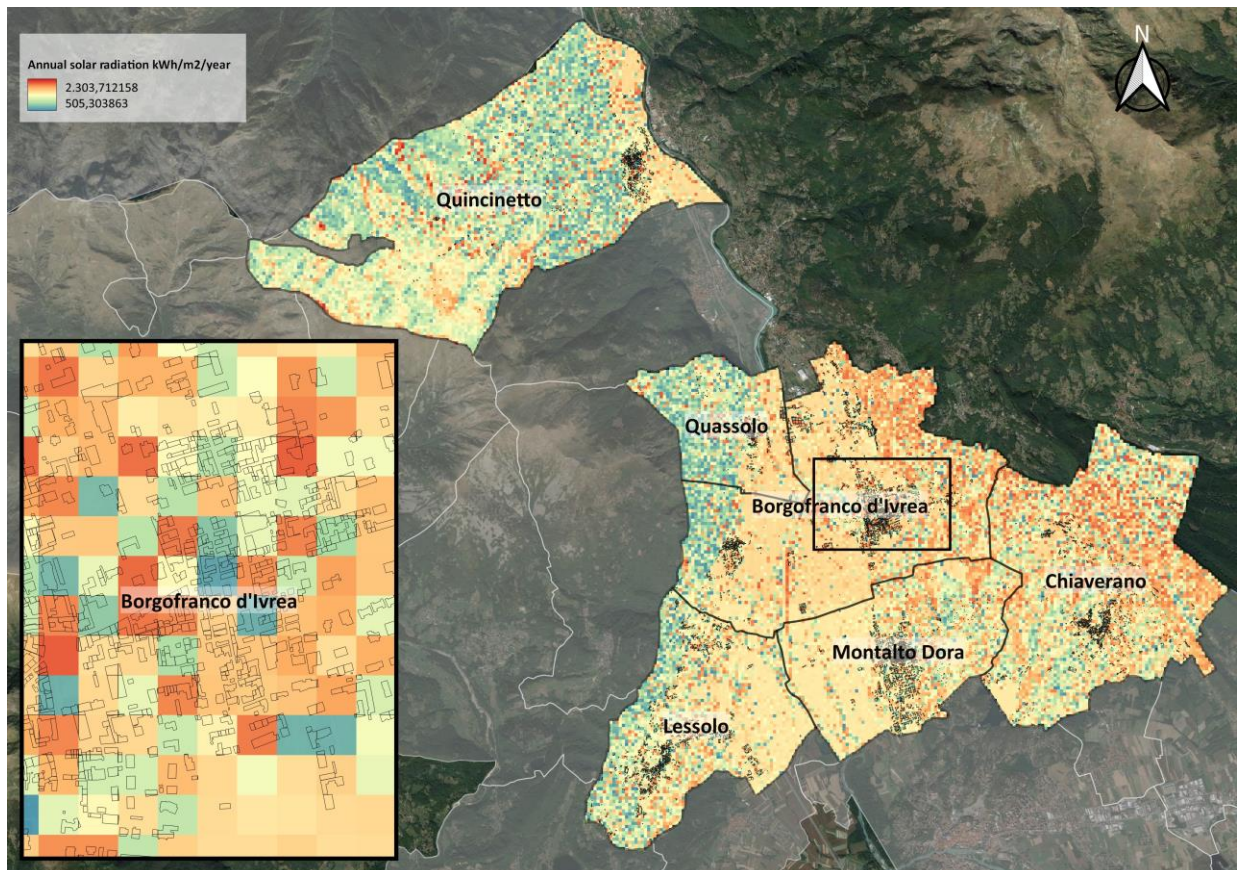 Annual solar radiation kWh/m2/year
2.303,712158
505,303863
N
Quincinetto
Quassolo
Borgofranco d'Ivrea
Chiaverano
Montalto Dora
Lessolo
Borgofranco d'Ivrea